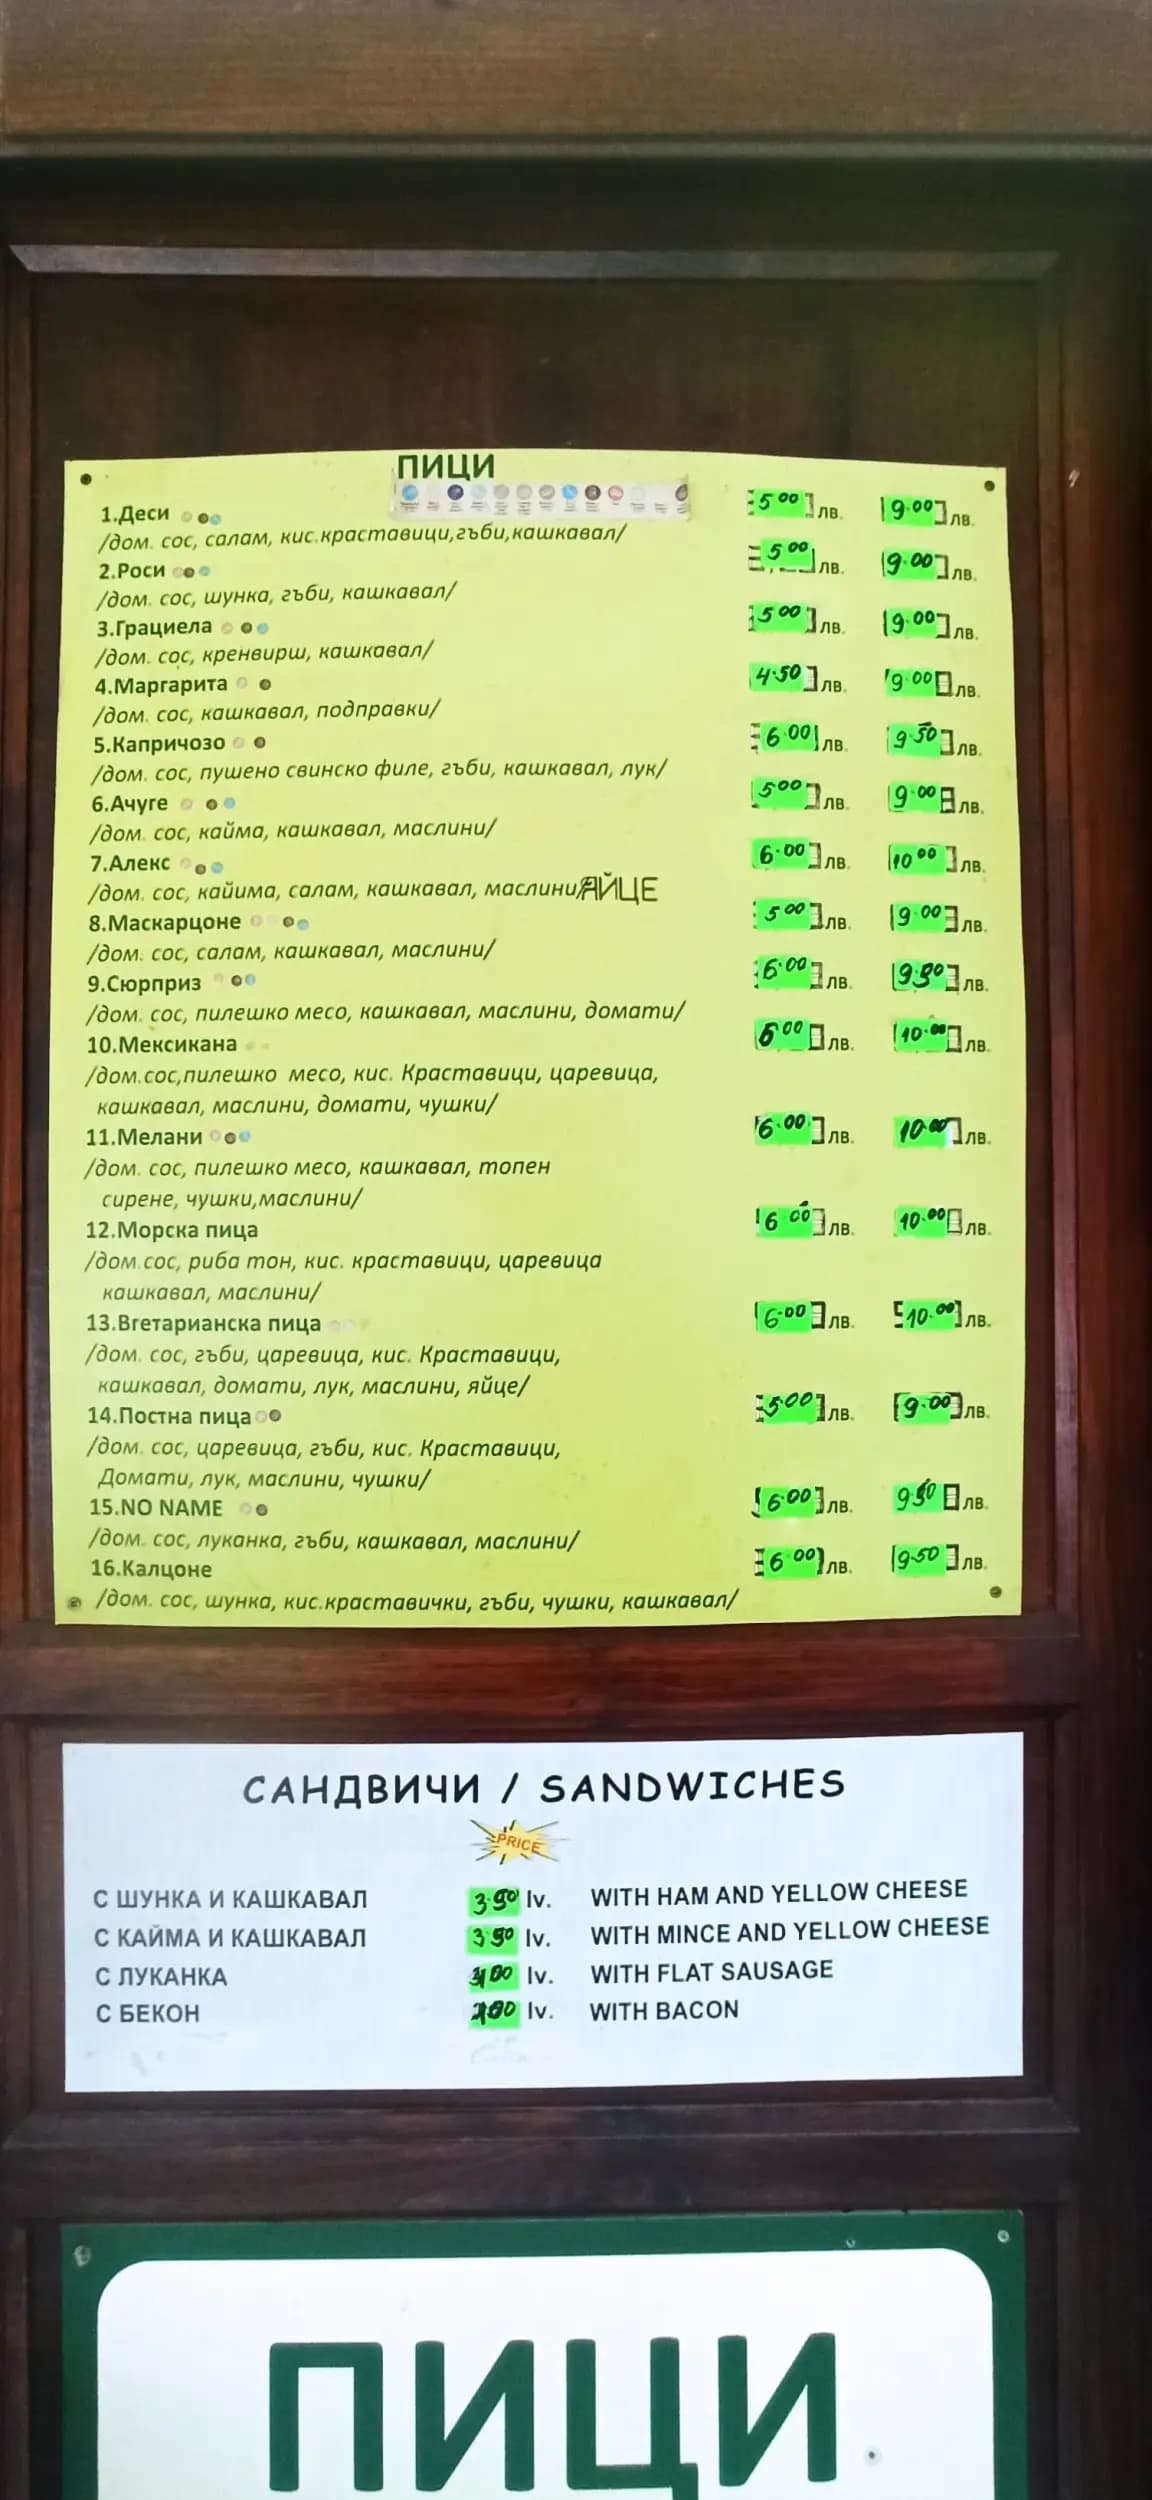 ПИЦИ
1.Деси 5.00 лв. 9.00 лв.
/дом. сос, салам, кис.краставици,гъби,кашкавал/
2.Роси 5.00 лв. 9.00 лв.
/дом. сос, шунка, гъби, кашкавал/
3.Грациела 5.00 лв. 9.00 лв.
/дом. сос, кренвирш, кашкавал/
4.Маргарита 4.50 лв. 9.00 лв.
/дом. сос, кашкавал, подправки/
5.Капричозо 6.00 лв. 9.50 лв.
/дом. сос, пушено свинско филе, гъби, кашкавал, лук/
6.Ачуге 5.00 лв. 9.00 лв.
/дом. сос, кайма, кашкавал, маслини/
7.Алекс 6.00 лв. 10.00 лв.
/дом. сос, кайима, салам, кашкавал, маслини/ЯЙЦЕ
8.Маскарцоне 5.00 лв. 9.00 лв.
/дом. сос, салам, кашкавал, маслини/
9.Сюрприз 6.00 лв. 9.50 лв.
/дом. сос, пилешко месо, кашкавал, маслини, домати/
10.Мексикана 6.00 лв. 10.00 лв.
/дом.сос,пилешко месо, кис. Краставици, царевица,
кашкавал, маслини, домати, чушки/
11.Мелани 6.00 лв. 10.00 лв.
/дом. сос, пилешко месо, кашкавал, топен
сирене, чушки,маслини/
12.Морска пица 6.00 лв. 10.00 лв.
/дом.сос, риба тон, кис. краставици, царевица
кашкавал, маслини/
13.Вгетарианска пица 6.00 лв. 10.00 лв.
/дом. сос, гъби, царевица, кис. Краставици,
кашкавал, домати, лук, маслини, яйце/
14.Постна пица 5.00 лв. 9.00 лв.
/дом. сос, царевица, гъби, кис. Краставици,
Домати, лук, маслини, чушки/
15.NO NAME 6.00 лв. 9.50 лв.
/дом. сос, луканка, гъби, кашкавал, маслини/
16.Калцоне 6.00 лв. 9.50 лв.
/дом. сос, шунка, кис.краставички, гъби, чушки, кашкавал/
САНДВИЧИ / SANDWICHES
PRICE
С ШУНКА И КАШКАВАЛ 3.50 lv. WITH HAM AND YELLOW CHEESE
С КАЙМА И КАШКАВАЛ 3.50 lv. WITH MINCE AND YELLOW CHEESE
С ЛУКАНКА lv. WITH FLAT SAUSAGE
С БЕКОН lv. WITH BACON
ПИЦИ